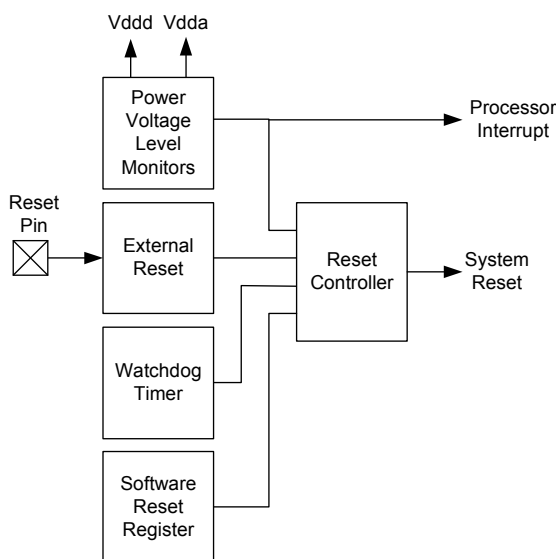 Vddd Vdda
Power
Voltage
Level
Monitors
Processor
Interrupt
Reset
Pin
External
Reset
Reset
Controller
System
Reset
Watchdog
Timer
Software
Reset
Register